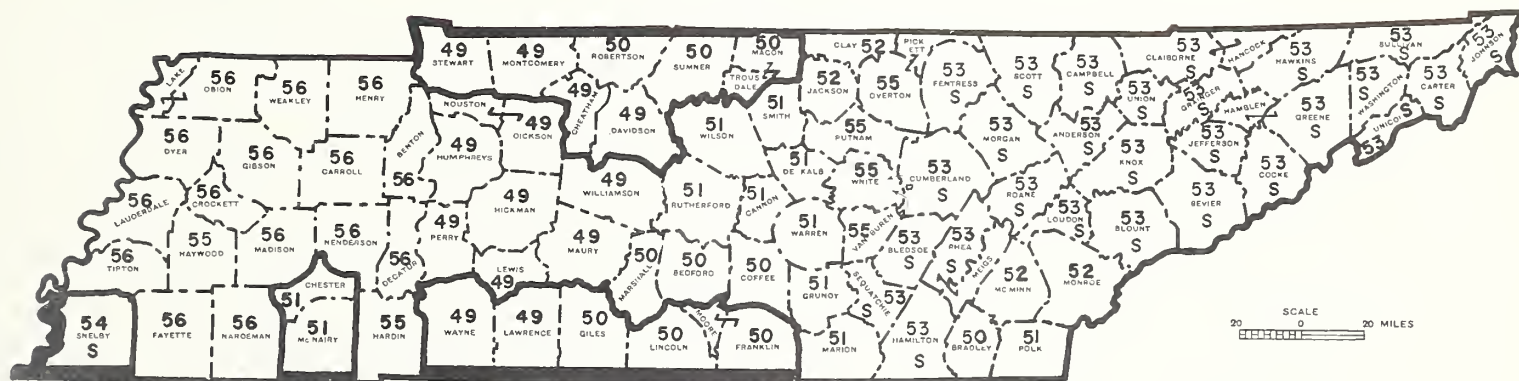 49 STEWART
49 MONTGOMERY
50 ROBERTSON
50 SUMNER
50 MACON
TROUSDALE
CLAY 52
PICKETT
53 FENTRESS S
53 SCOTT S
53 CAMPBELL S
53 CLAIBORNE S
HANCOCK
53 HAWKINS S
53 SULLIVAN S
53 JOHNSON S
LAKE
56 OBION
56 WEAKLEY
56 HENRY
HOUSTON
49 DICKSON
49 CHEATHAM
49 DAVIDSON
51 WILSON
51 SMITH
52 JACKSON
55 OVERTON
53 MORGAN S
53 ANDERSON S
53 UNION S
53 GRAINGER S
HAMBLEN S
53 GREENE S
53 WASHINGTON S
53 UNICOI S
53 CARTER S
56 DYER
56 GIBSON
56 CARROLL
BENTON 56
49 HUMPHREYS
49 HICKMAN
49 WILLIAMSON
51 RUTHERFORD
51 CANNON
51 DE KALB
55 PUTNAM
55 WHITE
53 CUMBERLAND S
53 ROANE S
53 LOUDON S
53 KNOX S
53 JEFFERSON S
53 COCKE S
53 SEVIER S
53 BLOUNT S
56 LAUDERDALE
56 CROCKETT
55 HAYWOOD
56 MADISON
56 HENDERSON
56 DECATUR
49 PERRY
LEWIS 49
49 MAURY
50 MARSHALL
50 BEDFORD
50 COFFEE
51 WARREN
55 VAN BUREN
53 BLEDSOE S
53 RHEA S
MEIGS
52 MC MINN
52 MONROE
56 TIPTON
54 SHELBY S
56 FAYETTE
56 HARDEMAN
CHESTER
51 McNAIRY
55 HARDIN
49 WAYNE
49 LAWRENCE
50 GILES
50 LINCOLN
MOORE
50 FRANKLIN
51 GRUNDY
51 MARION
SEQUATCHIE 53
53 HAMILTON S
50 BRADLEY
51 POLK
SCALE
20 0 20 MILES